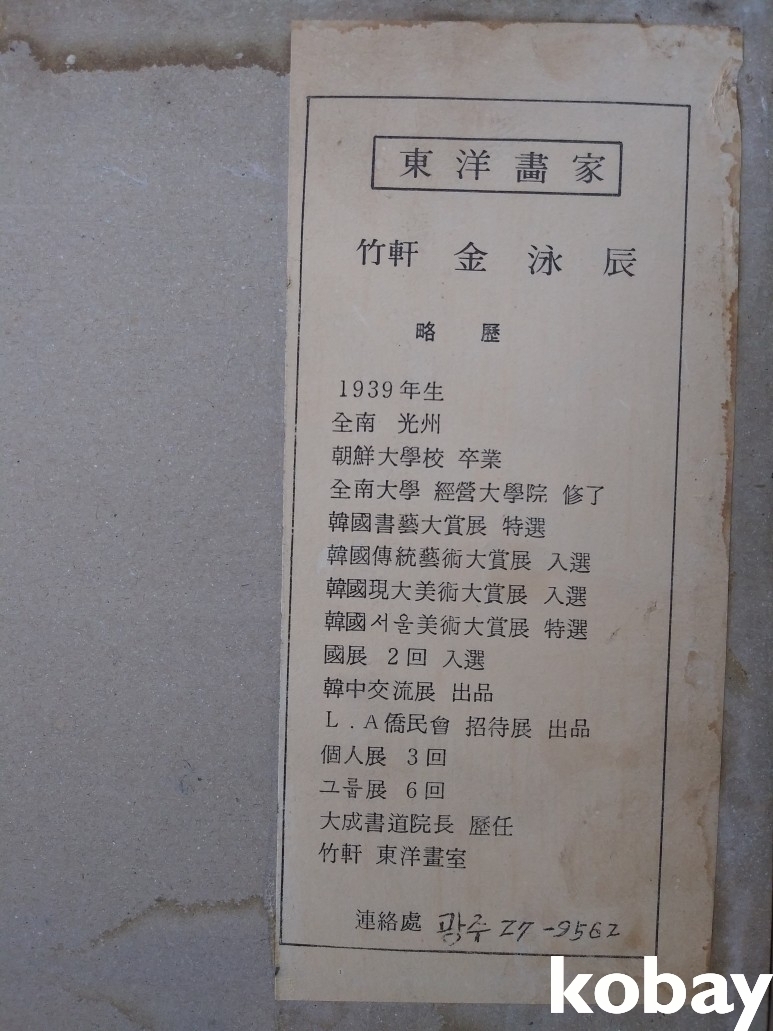 東洋畵家
竹軒 金泳辰
略歷
1939年生
全南 光州
朝鮮大學校 卒業
全南大學 經營大學院 修了
韓國書藝大賞展 特選
韓國傳統藝術大賞展 入選
韓國現大美術大賞展 入選
韓國서울美術大賞展 特選
國展 2回 入選
韓中交流展 出品
L.A僑民會 招待展 出品
個人展 3回
그룹展 6回
大成書道院長 歷任
竹軒 東洋畫室
連絡處 광주 27-9562
kobay